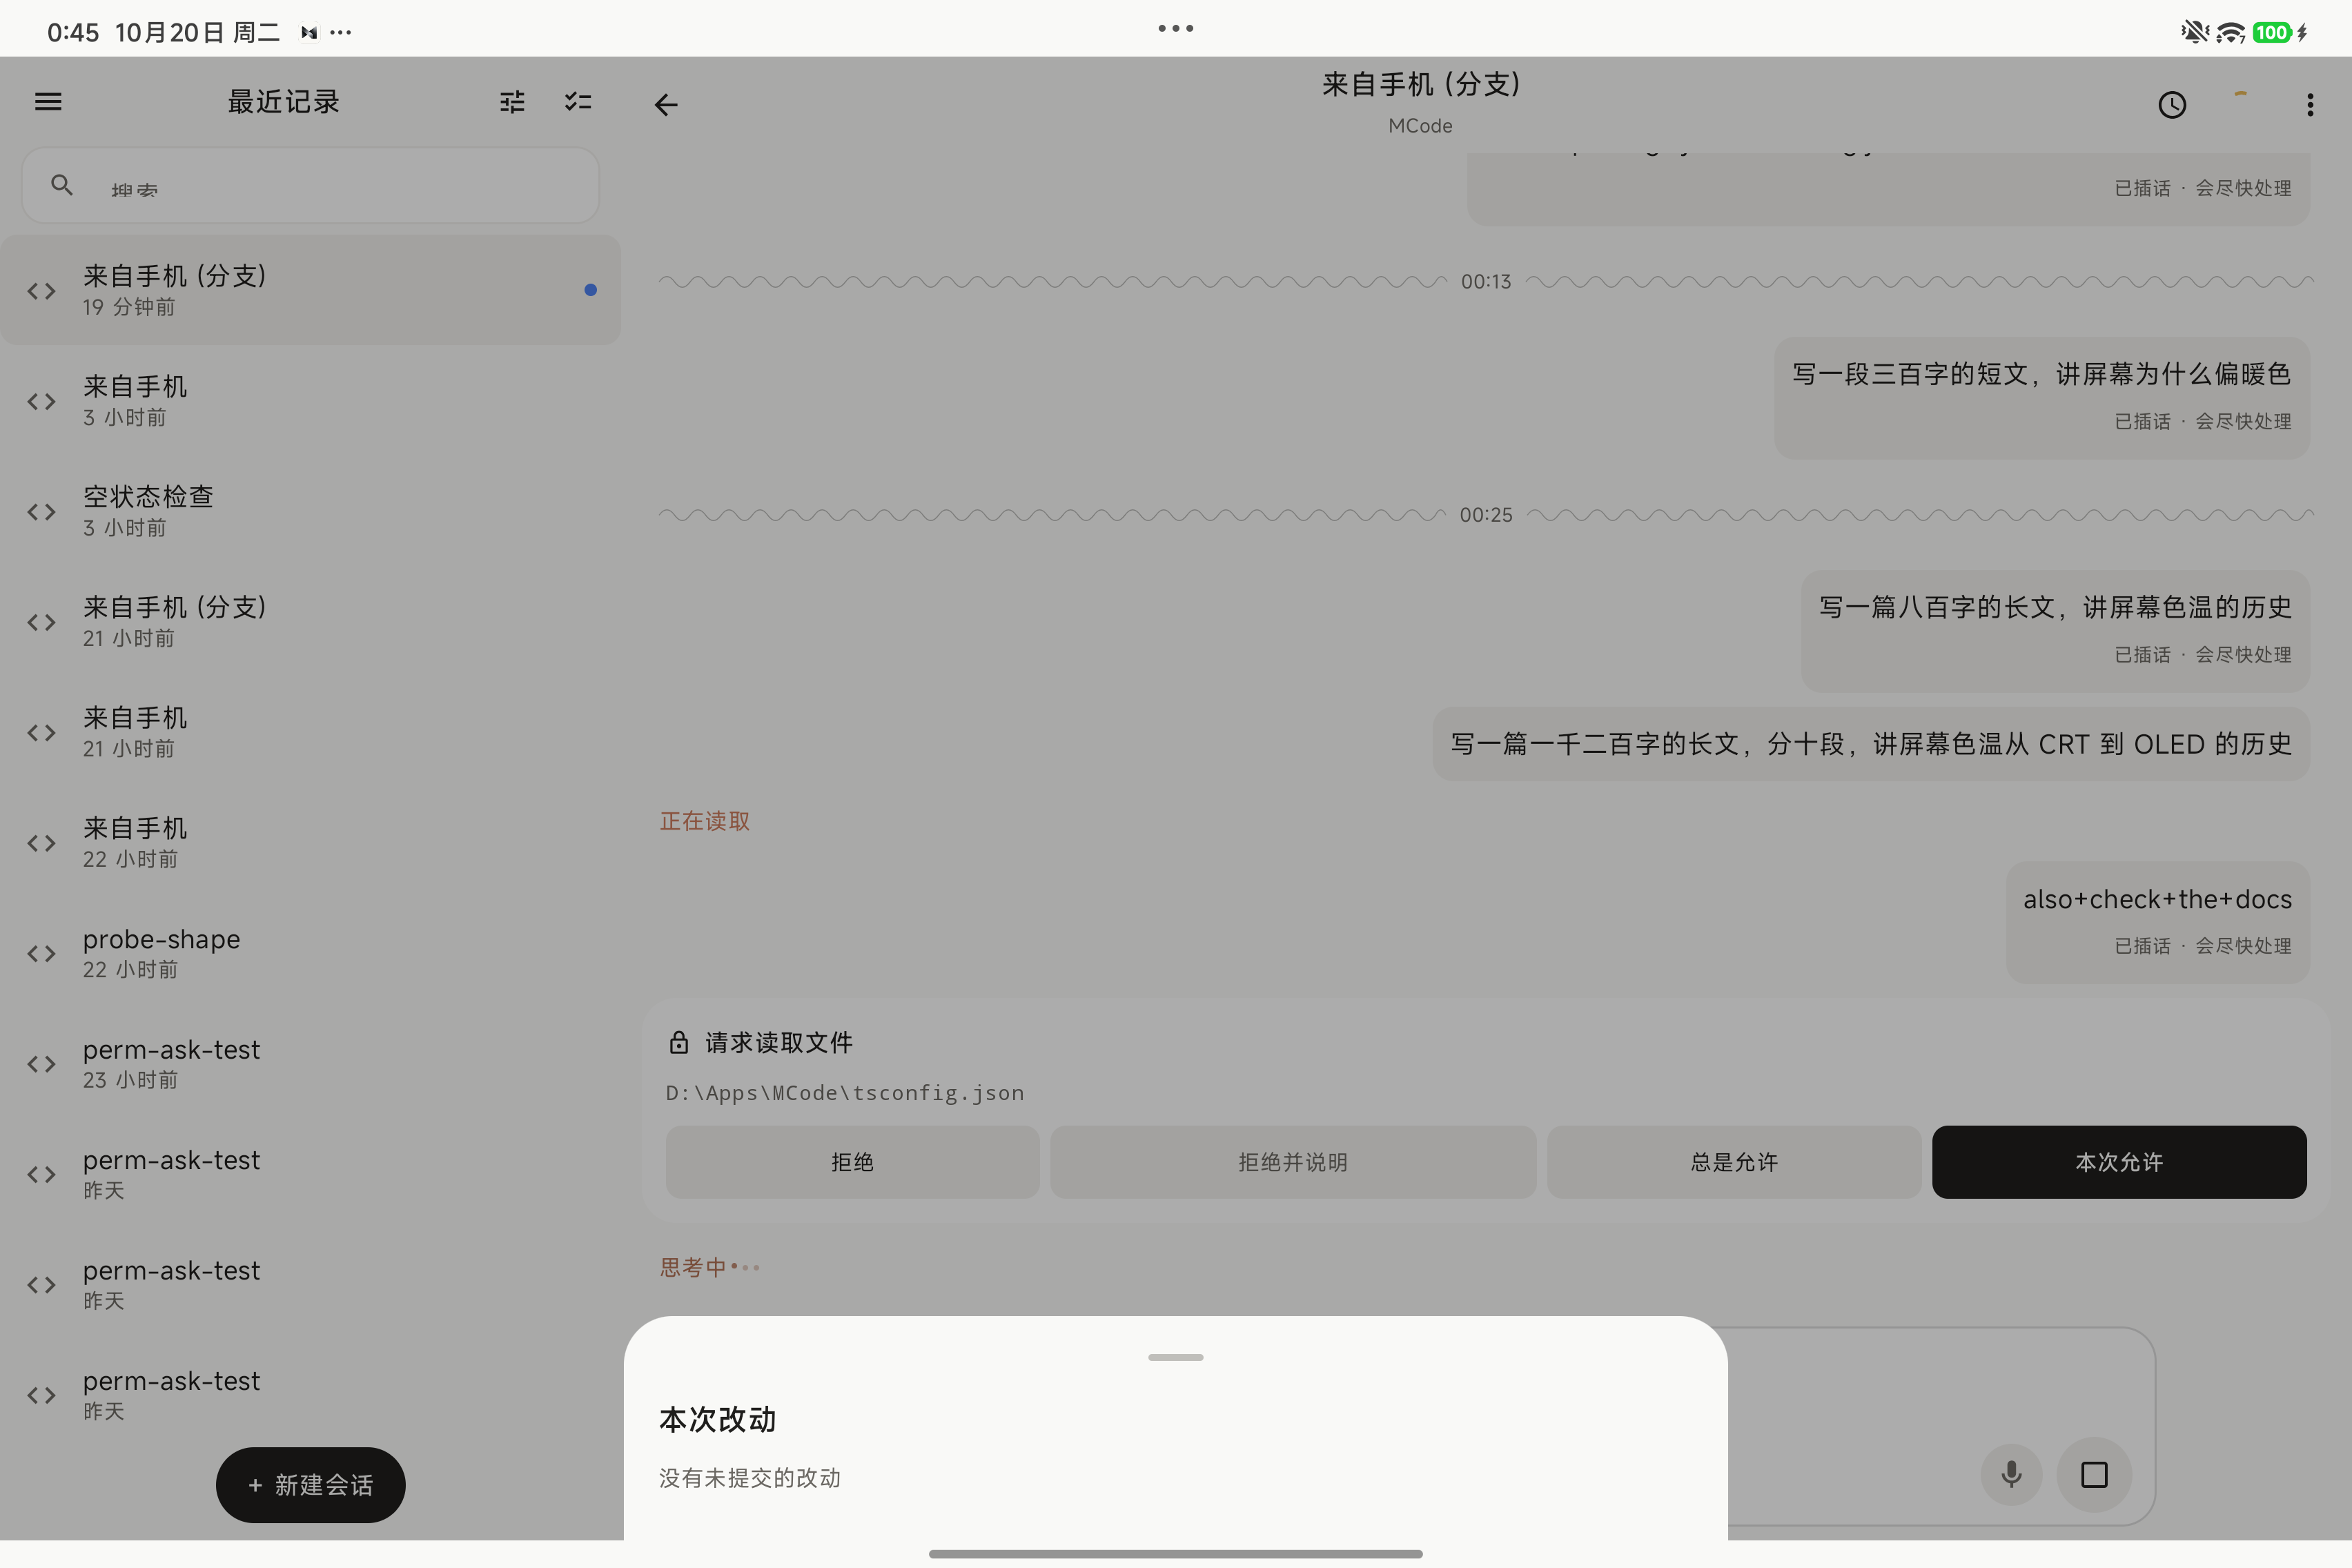 0:45 10月20日 周二
100
最近记录
搜索
来自手机 (分支)
19 分钟前
来自手机
3 小时前
空状态检查
3 小时前
来自手机 (分支)
21 小时前
来自手机
21 小时前
来自手机
22 小时前
probe-shape
22 小时前
perm-ask-test
23 小时前
perm-ask-test
昨天
perm-ask-test
昨天
perm-ask-test
昨天
+ 新建会话
来自手机 (分支)
MCode
已插话 · 会尽快处理
00:13
写一段三百字的短文，讲屏幕为什么偏暖色
已插话 · 会尽快处理
00:25
写一篇八百字的长文，讲屏幕色温的历史
已插话 · 会尽快处理
写一篇一千二百字的长文，分十段，讲屏幕色温从 CRT 到 OLED 的历史
正在读取
also+check+the+docs
已插话 · 会尽快处理
请求读取文件
D:\Apps\MCode\tsconfig.json
拒绝
拒绝并说明
总是允许
本次允许
思考中
本次改动
没有未提交的改动